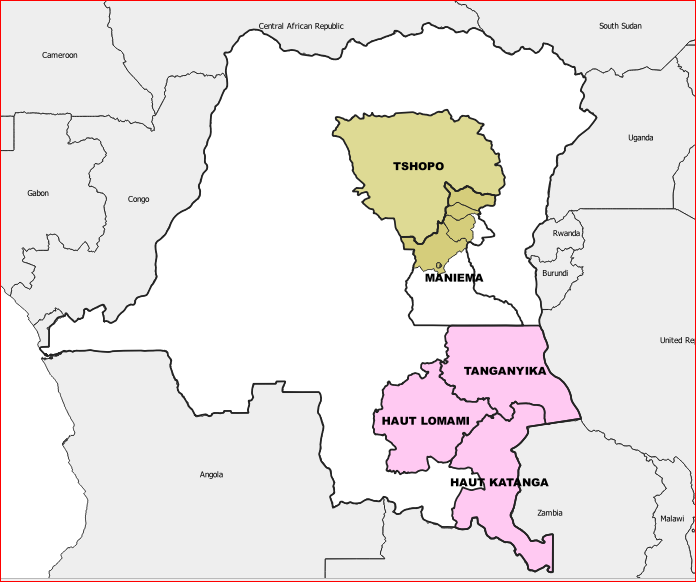 Central African Republic
South Sudan
Cameroon
Uganda
TSHOPO
Gabon
Congo
Rwanda
Burundi
MANIEMA
United Re
TANGANYIKA
HAUT LOMAMI
Angola
HAUT KATANGA
Zambia
Malawi